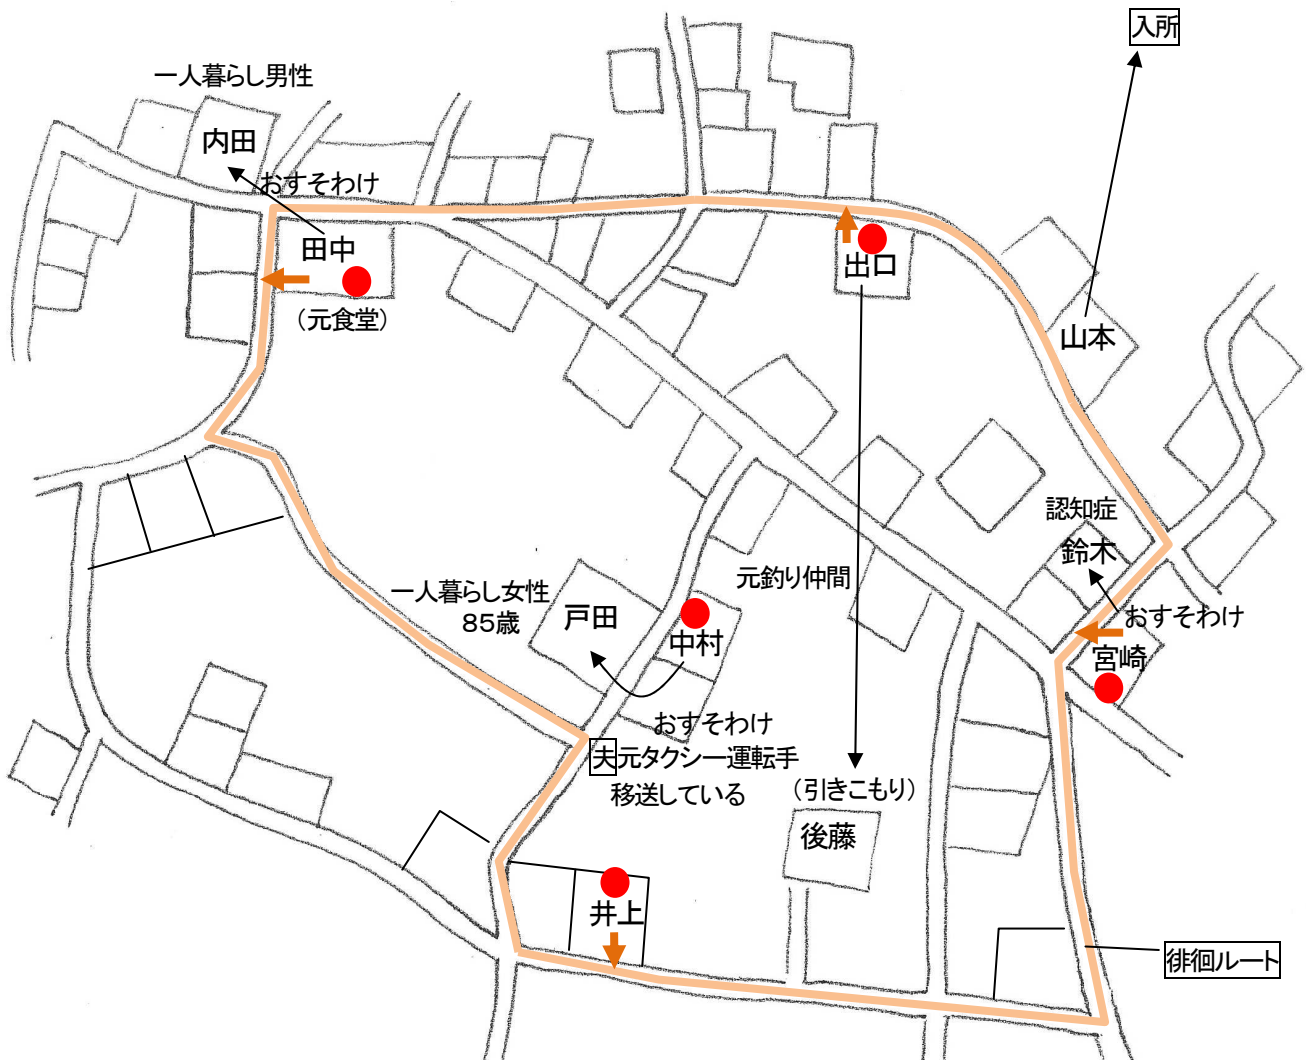 入所
一人暮らし男性
内田
おすそわけ
田中
(元食堂)
出口
山本
認知症
鈴木
おすそわけ
宮崎
元釣り仲間
一人暮らし女性
85歳
戸田
中村
おすそわけ
夫元タクシー運転手
移送している
(引きこもり)
後藤
井上
徘徊ルート